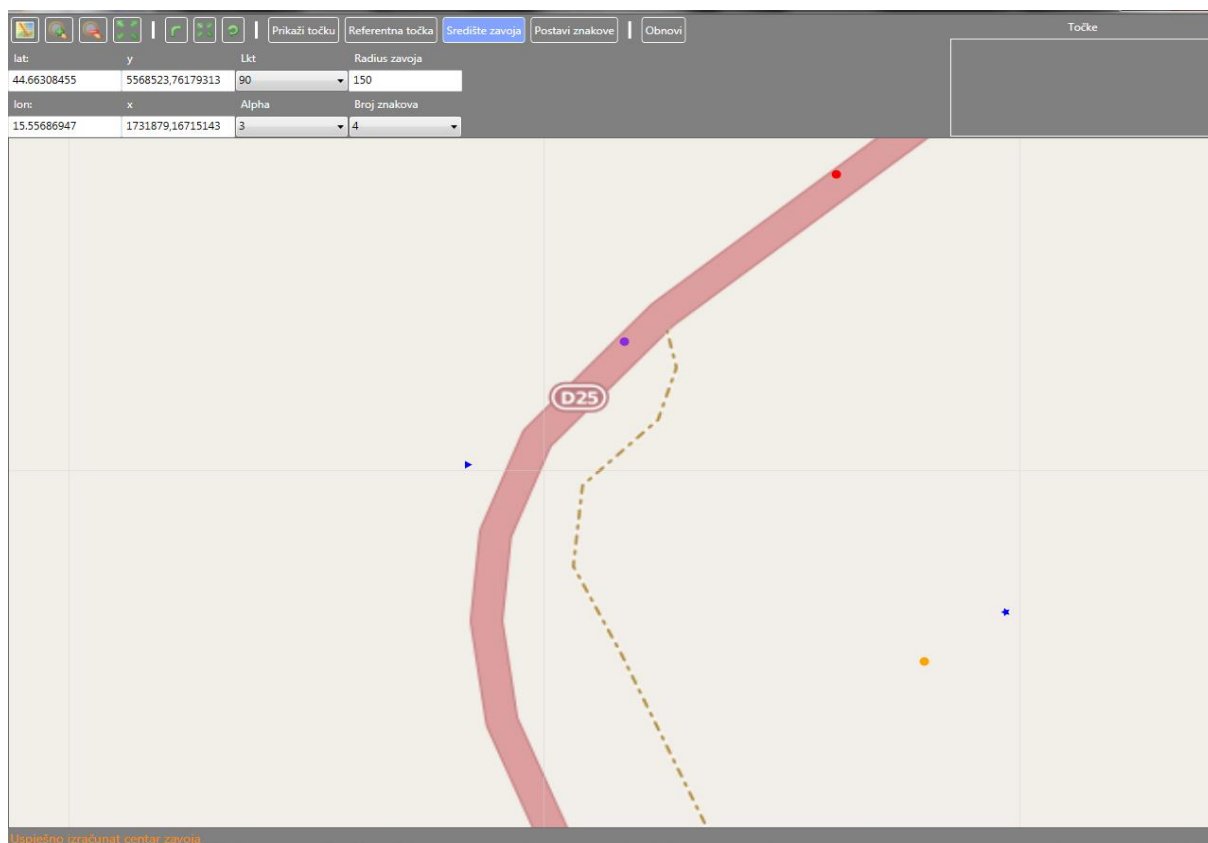 Prikaži točku Referentna točka Središte zavoja Postavi znakove Obnovi Točke
lat: y Lkt Radius zavoja
44.66308455 5568523,76179313 90 150
lon: x Alpha Broj znakova
15.55686947 1731879,16715143 3 4
D25
Uspješno izračunat centar zavoja